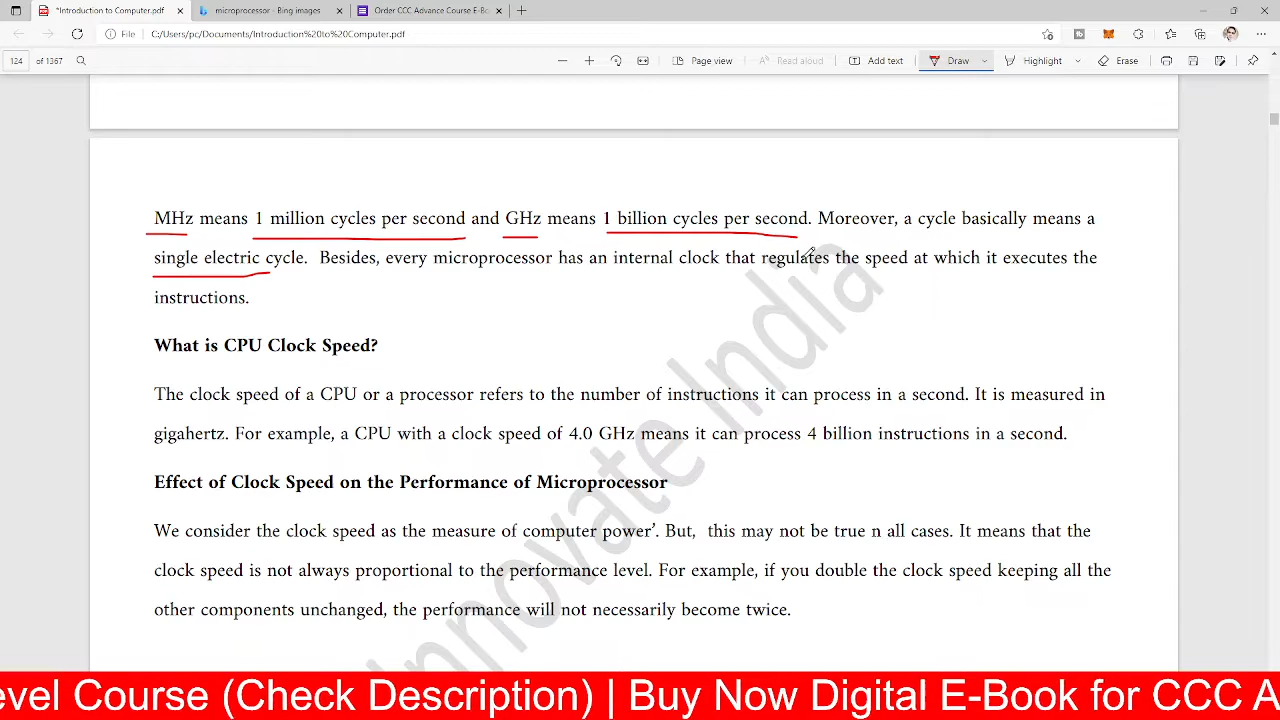 *Introduction to Computer.pdf
microprocessor - Bing images
Order CCC Advance Course E-Bo
File
C:/Users/pc/Documents/Introduction%20to%20Computer.pdf
124 of 1367
Page view
Read aloud
Add text
Draw
Highlight
Erase
MHz means 1 million cycles per second and GHz means 1 billion cycles per second. Moreover, a cycle basically means a
single electric cycle. Besides, every microprocessor has an internal clock that regulates the speed at which it executes the
instructions.
What is CPU Clock Speed?
The clock speed of a CPU or a processor refers to the number of instructions it can process in a second. It is measured in
gigahertz. For example, a CPU with a clock speed of 4.0 GHz means it can process 4 billion instructions in a second.
Effect of Clock Speed on the Performance of Microprocessor
We consider the clock speed as the measure of computer power’. But, this may not be true n all cases. It means that the
clock speed is not always proportional to the performance level. For example, if you double the clock speed keeping all the
other components unchanged, the performance will not necessarily become twice.
Innovate India
evel Course (Check Description) | Buy Now Digital E-Book for CCC A